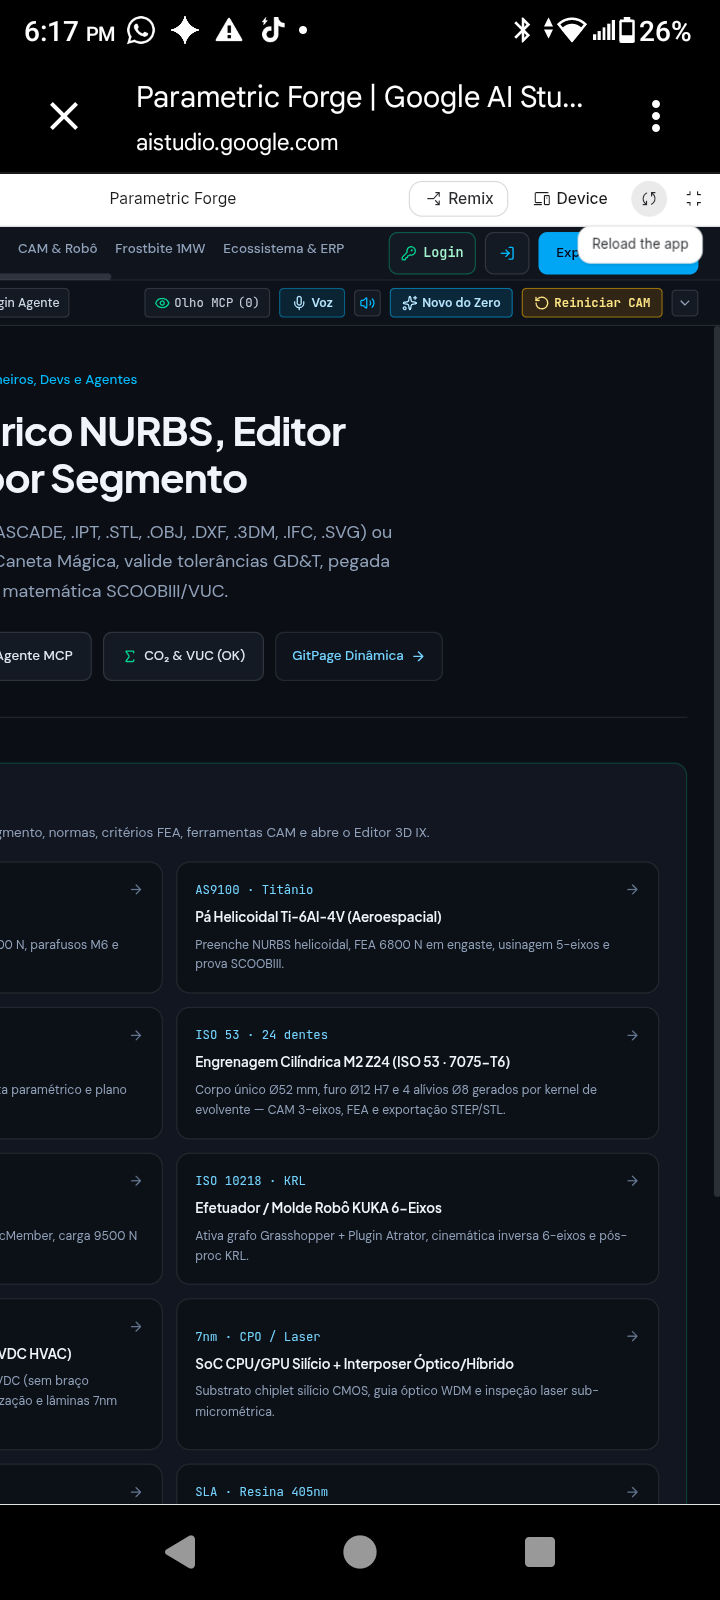 6:17 PM
26%
Parametric Forge | Google AI Stu...
aistudio.google.com
Parametric Forge
Remix
Device
Reload the app
CAM & Robô
Frostbite 1MW
Ecossistema & ERP
Login
Exp
gin Agente
Olho MCP (0)
Voz
Novo do Zero
Reiniciar CAM
neiros, Devs e Agentes
rico NURBS, Editor
por Segmento
ASCADE, .IPT, .STL, .OBJ, .DXF, .3DM, .IFC, .SVG) ou
Caneta Mágica, valide tolerâncias GD&T, pegada
matemática SCOOBIII/VUC.
Agente MCP
CO₂ & VUC (OK)
GitPage Dinâmica →
gmento, normas, critérios FEA, ferramentas CAM e abre o Editor 3D IX.
00 N, parafusos M6 e
AS9100 · Titânio
Pá Helicoidal Ti-6Al-4V (Aeroespacial)
Preenche NURBS helicoidal, FEA 6800 N em engaste, usinagem 5-eixos e
prova SCOOBIII.
ta paramétrico e plano
ISO 53 · 24 dentes
Engrenagem Cilíndrica M2 Z24 (ISO 53 · 7075-T6)
Corpo único Ø52 mm, furo Ø12 H7 e 4 alívios Ø8 gerados por kernel de
evolvente — CAM 3-eixos, FEA e exportação STEP/STL.
cMember, carga 9500 N
ISO 10218 · KRL
Efetuador / Molde Robô KUKA 6-Eixos
Ativa grafo Grasshopper + Plugin Atrator, cinemática inversa 6-eixos e pós-
proc KRL.
VDC HVAC)
VDC (sem braço
zação e lâminas 7nm
7nm · CPO / Laser
SoC CPU/GPU Silício + Interposer Óptico/Híbrido
Substrato chiplet silício CMOS, guia óptico WDM e inspeção laser sub-
micrométrica.
SLA · Resina 405nm